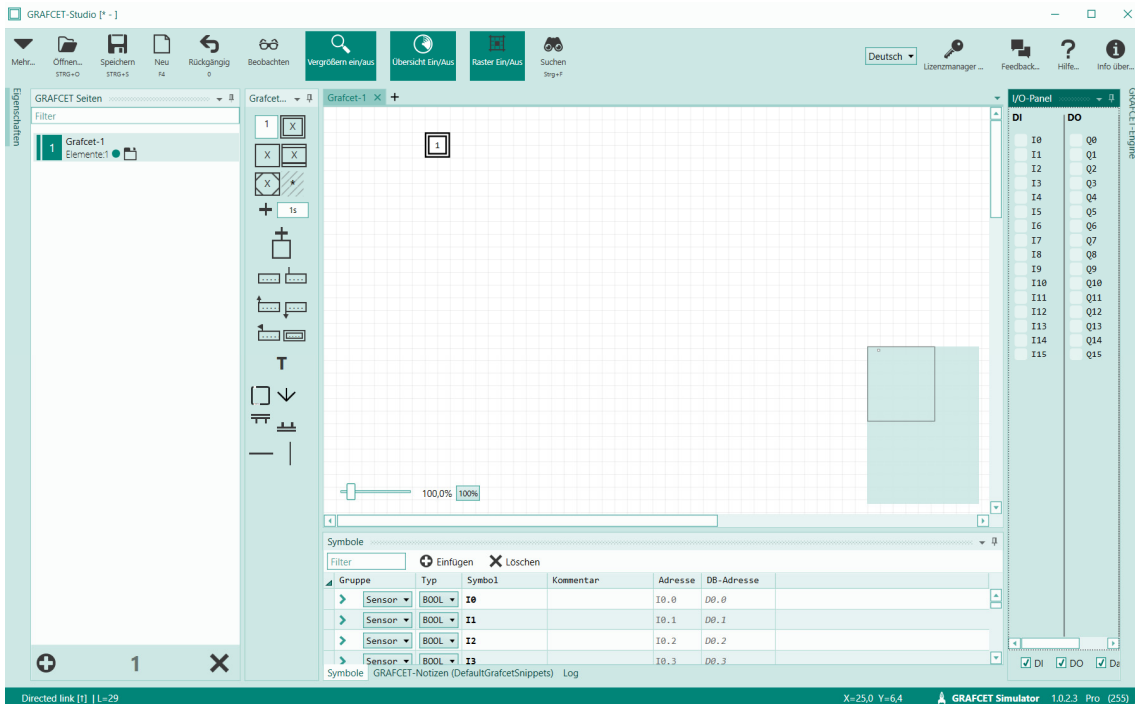 GRAFCET-Studio [* - ]
Mehr...
Öffnen...
STRG+O
Speichern
STRG+S
Neu
F4
Rückgängig
0
Beobachten
Vergrößern ein/aus
Übersicht Ein/Aus
Raster Ein/Aus
Suchen
Strg+F
Deutsch
Lizenzmanager ...
Feedback...
Hilfe...
Info über...
Eigenschaften
GRAFCET Seiten
Filter
1
Grafcet-1
Elemente:1
1
Grafcet...
1 X
X X
X *
1s
T
Grafcet-1
1
100,0% 100%
I/O-Panel
GRAFCET-Engine
DI DO
I0 Q0
I1 Q1
I2 Q2
I3 Q3
I4 Q4
I5 Q5
I6 Q6
I7 Q7
I8 Q8
I9 Q9
I10 Q10
I11 Q11
I12 Q12
I13 Q13
I14 Q14
I15 Q15
DI DO Da
Symbole
Filter Einfügen Löschen
Gruppe Typ Symbol Kommentar Adresse DB-Adresse
Sensor BOOL I0 I0.0 D0.0
Sensor BOOL I1 I0.1 D0.1
Sensor BOOL I2 I0.2 D0.2
Sensor BOOL I3 I0.3 D0.3
Symbole GRAFCET-Notizen (DefaultGrafcetSnippets) Log
Directed link [↑] | L=29 X=25,0 Y=6,4 GRAFCET Simulator 1.0.2.3 Pro (255)